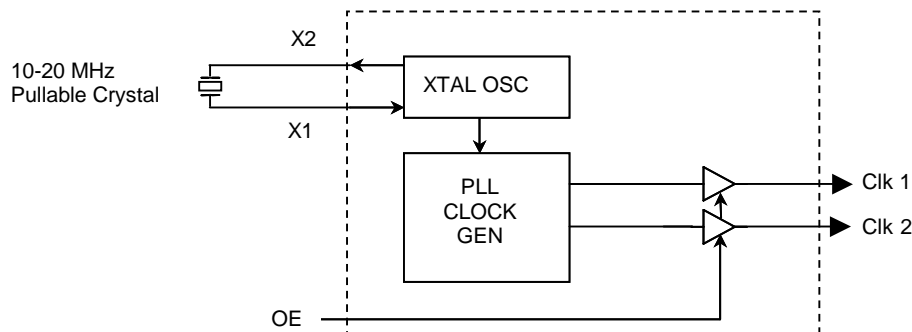 X2
10-20 MHz
Pullable Crystal
XTAL OSC
X1
PLL
CLOCK
GEN
Clk 1
Clk 2
OE